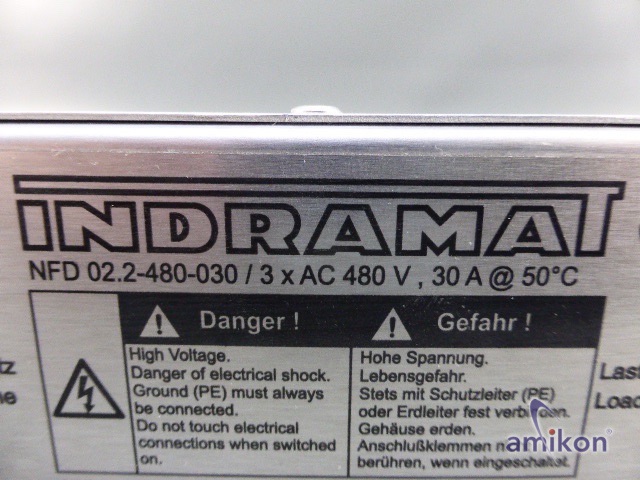 INDRAMAT
NFD 02.2-480-030 / 3 x AC 480 V , 30 A @ 50°C
Danger !
High Voltage.
Danger of electrical shock.
Ground (PE) must always
be connected.
Do not touch electrical
connections when switched
on.
Gefahr !
Hohe Spannung.
Lebensgefahr.
Stets mit Schutzleiter (PE)
oder Erdleiter fest verbinden.
Gehäuse erden.
Anschlußklemmen
berühren, wenn eingeschaltet.
Last
Load
amikon